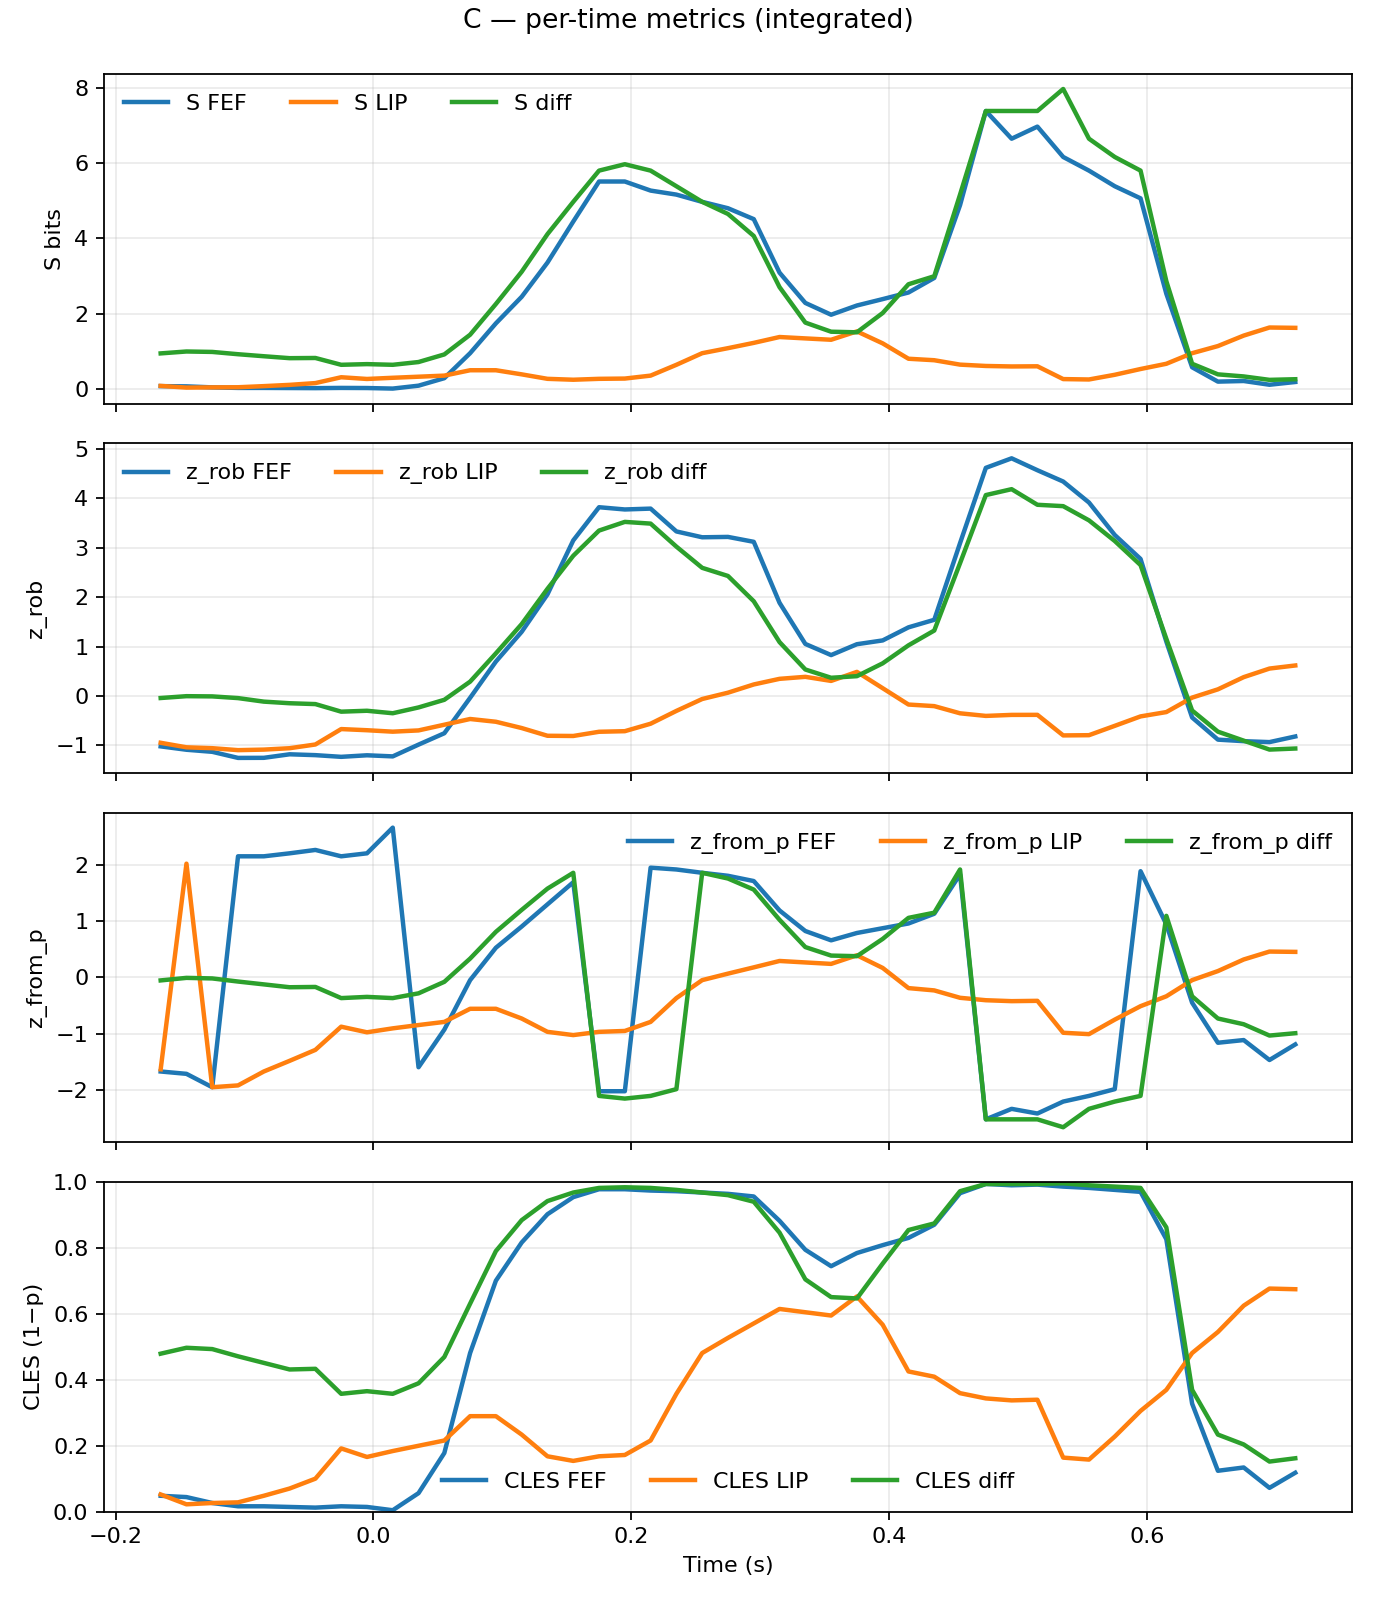 C — per-time metrics (integrated)
S FEF S LIP S diff
8
6
4
2
0
S bits
z_rob FEF z_rob LIP z_rob diff
5
4
3
2
1
0
−1
z_rob
z_from_p FEF z_from_p LIP z_from_p diff
2
1
0
−1
−2
z_from_p
1.0
0.8
0.6
0.4
0.2
0.0
CLES (1−p)
CLES FEF CLES LIP CLES diff
−0.2 0.0 0.2 0.4 0.6
Time (s)